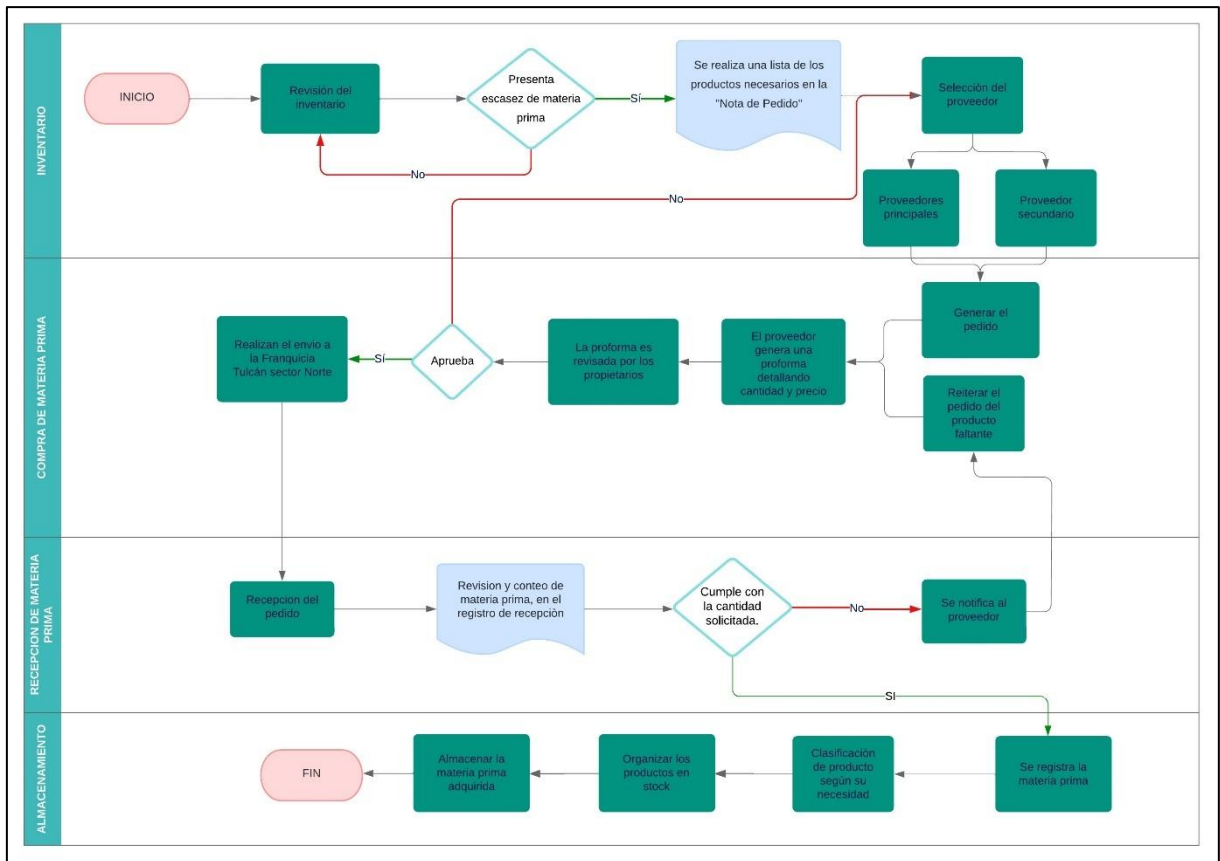 INVENTARIO
INICIO
Revisión del
inventario
Presenta
escasez de materia
prima
Sí
No
Se realiza una lista de los
productos necesarios en la
"Nota de Pedido"
Selección del
proveedor
No
Proveedores
principales
Proveedor
secundario
COMPRA DE MATERIA PRIMA
Generar el
pedido
Realizan el envio a
la Franquicia
Tulcán sector Norte
Sí
Aprueba
La proforma es
revisada por los
propietarios
El proveedor
genera una
proforma
detallando
cantidad y precio
Reiterar el
pedido del
producto
faltante
RECEPCION DE MATERIA
PRIMA
Recepcion del
pedido
Revision y conteo de
materia prima, en el
registro de recepciòn
Cumple con
la cantidad
solicitada.
No
Se notifica al
proveedor
SI
ALMACENAMIENTO
FIN
Almacenar la
materia prima
adquirida
Organizar los
productos en
stock
Clasificación
de producto
según su
necesidad
Se registra la
materia prima